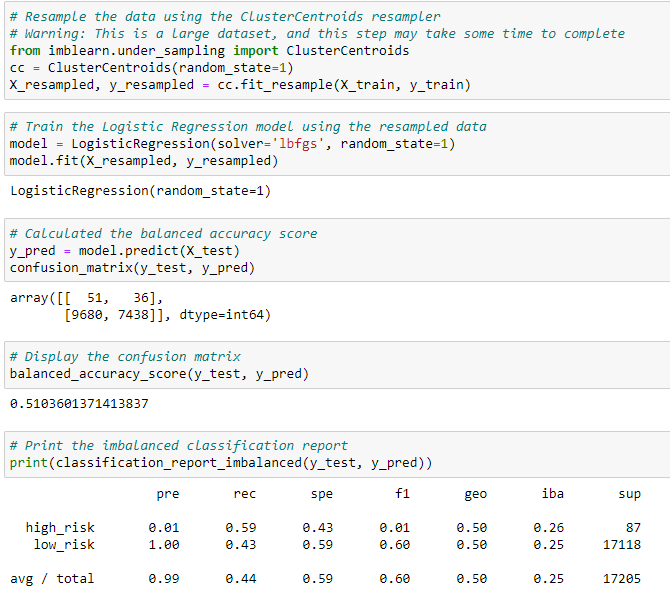 # Resample the data using the ClusterCentroids resampler
# Warning: This is a large dataset, and this step may take some time to complete
from imblearn.under_sampling import ClusterCentroids
cc = ClusterCentroids(random_state=1)
X_resampled, y_resampled = cc.fit_resample(X_train, y_train)
# Train the Logistic Regression model using the resampled data
model = LogisticRegression(solver='lbfgs', random_state=1)
model.fit(X_resampled, y_resampled)
LogisticRegression(random_state=1)
# Calculated the balanced accuracy score
y_pred = model.predict(X_test)
confusion_matrix(y_test, y_pred)
array([[  51,   36],
       [9680, 7438]], dtype=int64)
# Display the confusion matrix
balanced_accuracy_score(y_test, y_pred)
0.5103601371413837
# Print the imbalanced classification report
print(classification_report_imbalanced(y_test, y_pred))
                   pre       rec       spe        f1       geo       iba       sup
  high_risk       0.01      0.59      0.43      0.01      0.50      0.26        87
   low_risk       1.00      0.43      0.59      0.60      0.50      0.25     17118
avg / total       0.99      0.44      0.59      0.60      0.50      0.25     17205